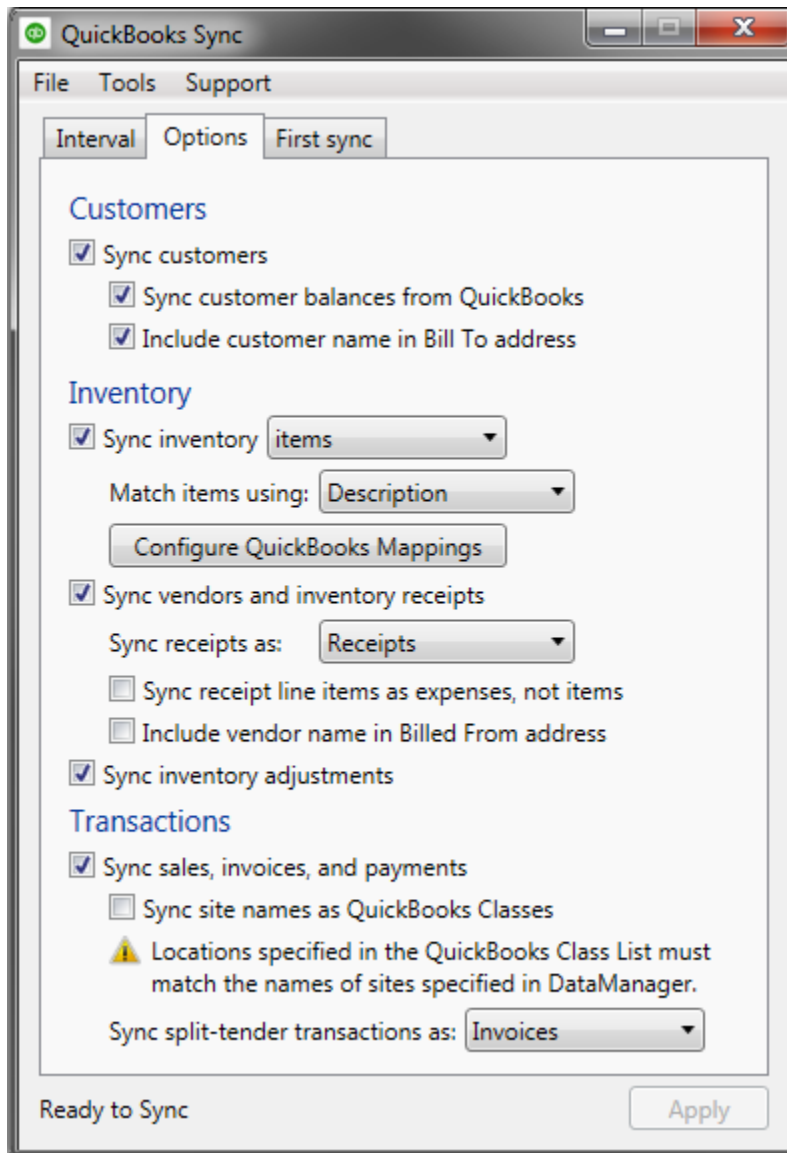 QuickBooks Sync
File Tools Support
Interval Options First sync
Customers
Sync customers
Sync customer balances from QuickBooks
Include customer name in Bill To address
Inventory
Sync inventory items
Match items using: Description
Configure QuickBooks Mappings
Sync vendors and inventory receipts
Sync receipts as: Receipts
Sync receipt line items as expenses, not items
Include vendor name in Billed From address
Sync inventory adjustments
Transactions
Sync sales, invoices, and payments
Sync site names as QuickBooks Classes
Locations specified in the QuickBooks Class List must
match the names of sites specified in DataManager.
Sync split-tender transactions as: Invoices
Ready to Sync Apply